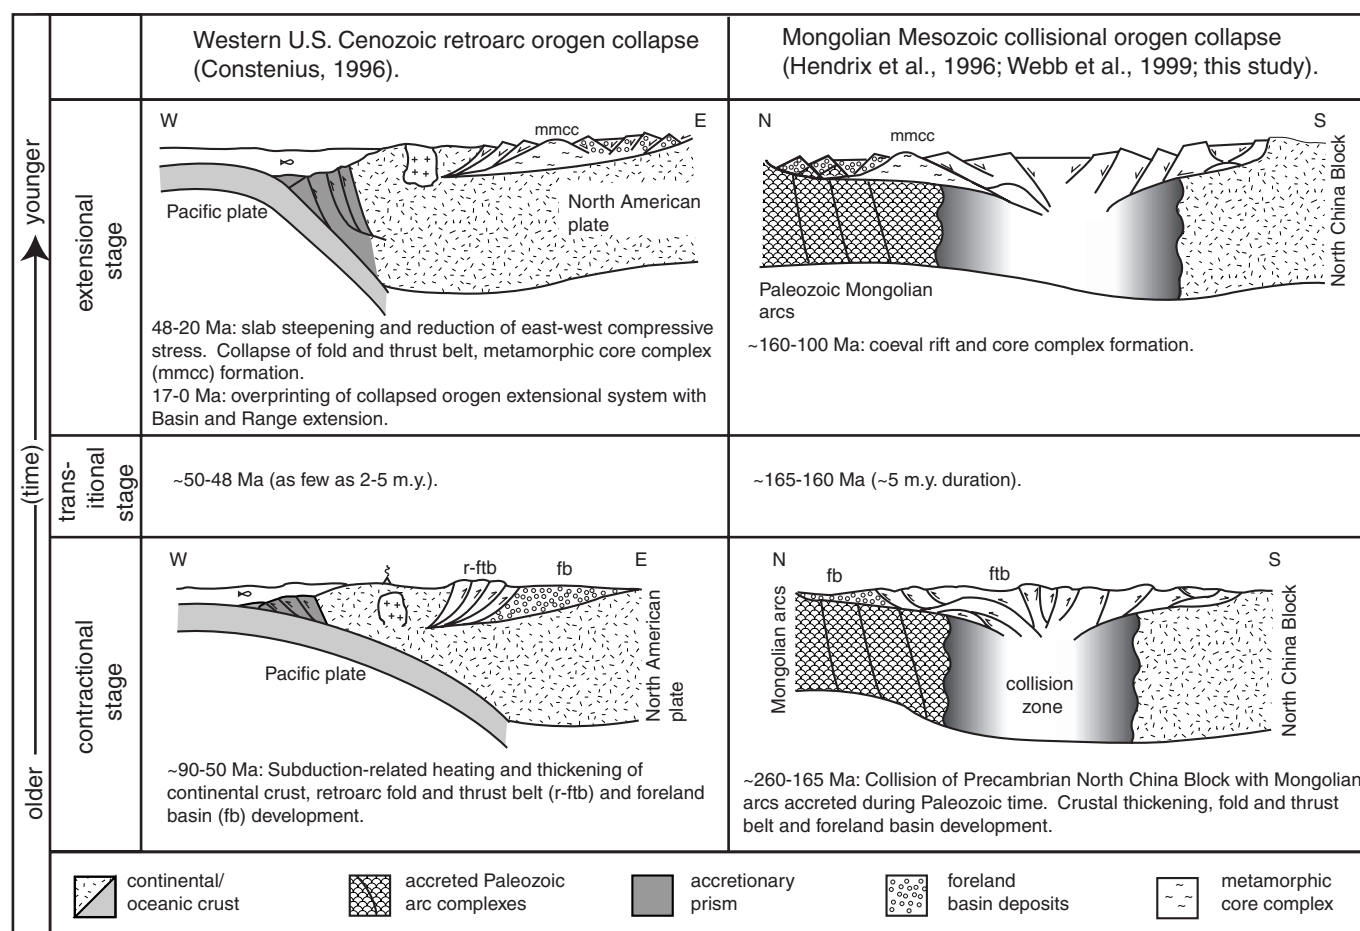 Western U.S. Cenozoic retroarc orogen collapse
(Constenius, 1996).
Mongolian Mesozoic collisional orogen collapse
(Hendrix et al., 1996; Webb et al., 1999; this study).
younger
(time)
older
extensional
stage
W
mmcc
E
Pacific plate
North American
plate
48-20 Ma: slab steepening and reduction of east-west compressive
stress. Collapse of fold and thrust belt, metamorphic core complex
(mmcc) formation.
17-0 Ma: overprinting of collapsed orogen extensional system with
Basin and Range extension.
N
mmcc
S
North China Block
Paleozoic Mongolian
arcs
~160-100 Ma: coeval rift and core complex formation.
trans-
itional
stage
~50-48 Ma (as few as 2-5 m.y.).
~165-160 Ma (~5 m.y. duration).
contractional
stage
W
r-ftb
fb
E
Pacific plate
North American
plate
~90-50 Ma: Subduction-related heating and thickening of
continental crust, retroarc fold and thrust belt (r-ftb) and foreland
basin (fb) development.
N
fb
ftb
S
Mongolian arcs
collision
zone
North China Block
~260-165 Ma: Collision of Precambrian North China Block with Mongolian
arcs accreted during Paleozoic time. Crustal thickening, fold and thrust
belt and foreland basin development.
continental/
oceanic crust
accreted Paleozoic
arc complexes
accretionary
prism
foreland
basin deposits
metamorphic
core complex